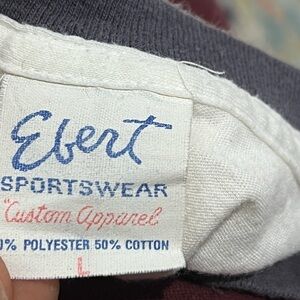 Ebert
SPORTSWEAR
"Custom Apparel
0% POLYESTER 50% COTTON
L